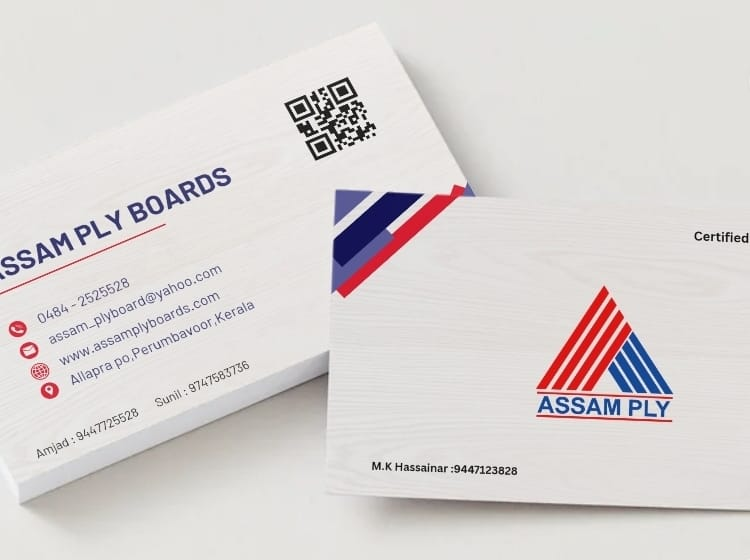 ASSAM PLY BOARDS
0484 - 2525528
assam_plyboard@yahoo.com
www.assamplyboards.com
Allapra po,Perumbavoor,Kerala
Amjad : 9447725528 Sunil : 9747583736
Certified
ASSAM PLY
M.K Hassainar :9447123828